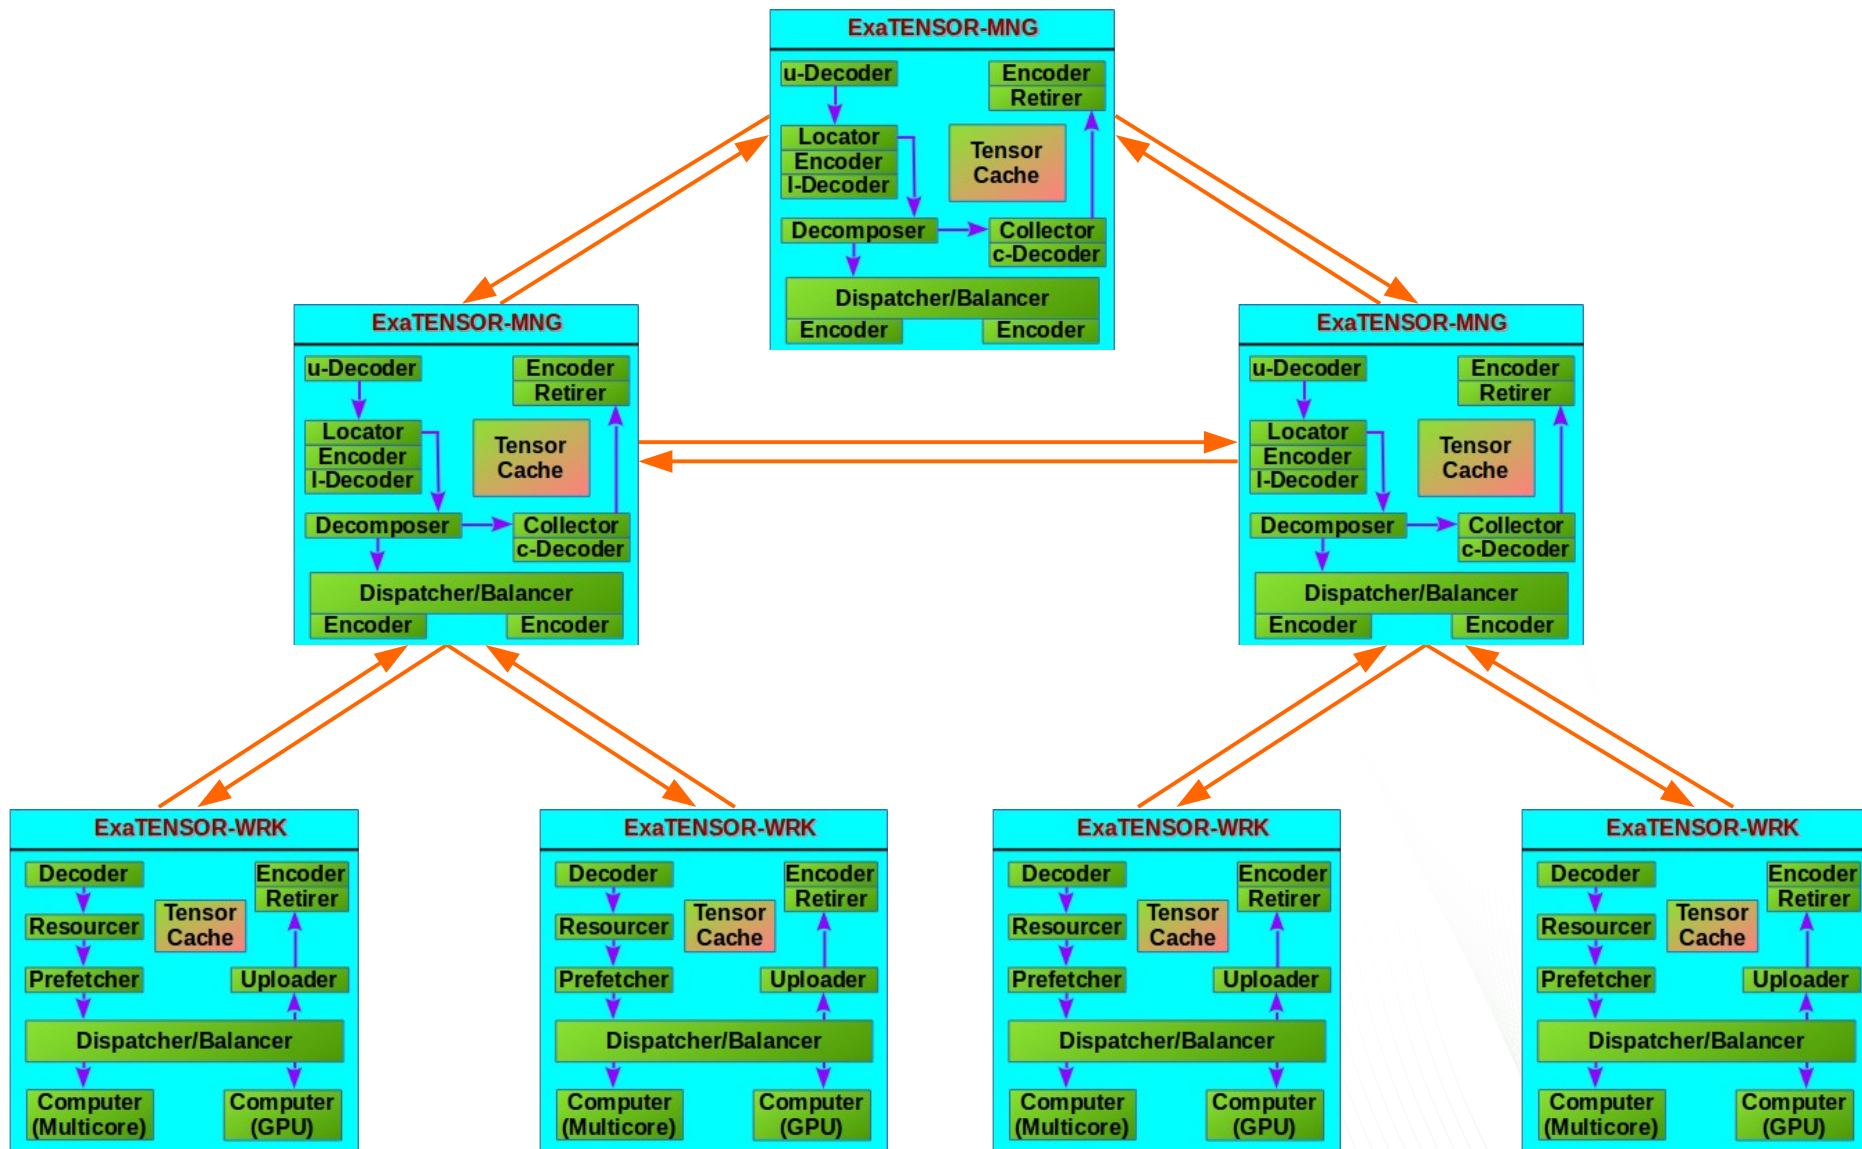 ExaTENSOR-MNG
u-Decoder
Encoder
Retirer
Locator
Encoder
l-Decoder
Tensor
Cache
Decomposer
Collector
c-Decoder
Dispatcher/Balancer
Encoder
Encoder
ExaTENSOR-MNG
u-Decoder
Encoder
Retirer
Locator
Encoder
l-Decoder
Tensor
Cache
Decomposer
Collector
c-Decoder
Dispatcher/Balancer
Encoder
Encoder
ExaTENSOR-MNG
u-Decoder
Encoder
Retirer
Locator
Encoder
l-Decoder
Tensor
Cache
Decomposer
Collector
c-Decoder
Dispatcher/Balancer
Encoder
Encoder
ExaTENSOR-WRK
Decoder
Encoder
Retirer
Resourcer
Tensor
Cache
Prefetcher
Uploader
Dispatcher/Balancer
Computer
(Multicore)
Computer
(GPU)
ExaTENSOR-WRK
Decoder
Encoder
Retirer
Resourcer
Tensor
Cache
Prefetcher
Uploader
Dispatcher/Balancer
Computer
(Multicore)
Computer
(GPU)
ExaTENSOR-WRK
Decoder
Encoder
Retirer
Resourcer
Tensor
Cache
Prefetcher
Uploader
Dispatcher/Balancer
Computer
(Multicore)
Computer
(GPU)
ExaTENSOR-WRK
Decoder
Encoder
Retirer
Resourcer
Tensor
Cache
Prefetcher
Uploader
Dispatcher/Balancer
Computer
(Multicore)
Computer
(GPU)